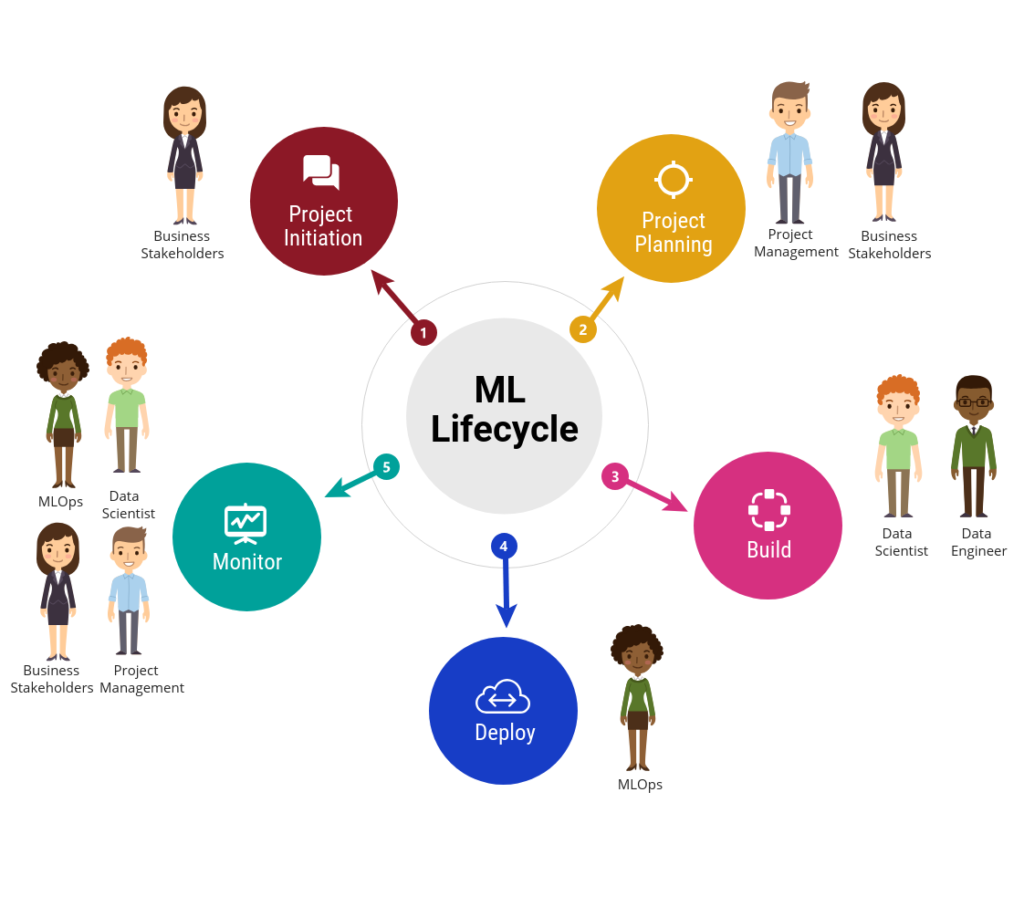 ML
Lifecycle
1
Project
Initiation
Business
Stakeholders
2
Project
Planning
Project
Management
Business
Stakeholders
3
Build
Data
Scientist
Data
Engineer
4
Deploy
MLOps
5
Monitor
MLOps
Data
Scientist
Business
Stakeholders
Project
Management